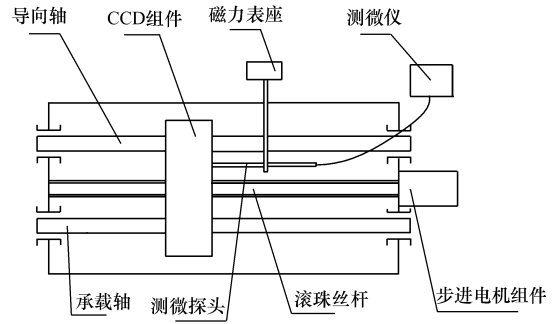 导向轴
CCD组件
磁力表座
测微仪
承载轴
测微探头
滚珠丝杆
步进电机组件